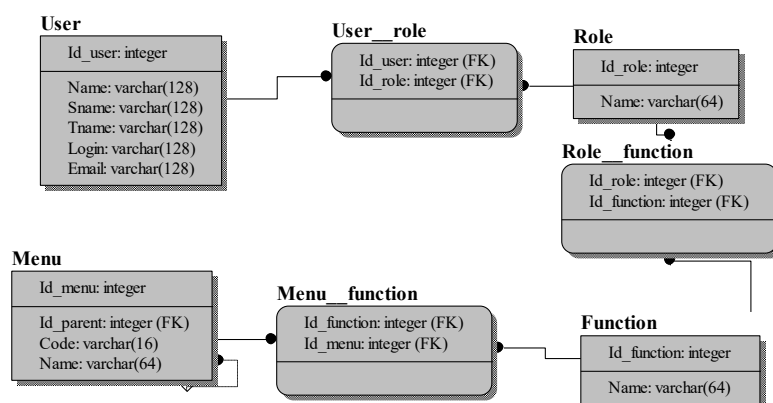 User
Id_user: integer
Name: varchar(128)
Sname: varchar(128)
Tname: varchar(128)
Login: varchar(128)
Email: varchar(128)
User__role
Id_user: integer (FK)
Id_role: integer (FK)
Role
Id_role: integer
Name: varchar(64)
Role__function
Id_role: integer (FK)
Id_function: integer (FK)
Menu
Id_menu: integer
Id_parent: integer (FK)
Code: varchar(16)
Name: varchar(64)
Menu__function
Id_function: integer (FK)
Id_menu: integer (FK)
Function
Id_function: integer
Name: varchar(64)